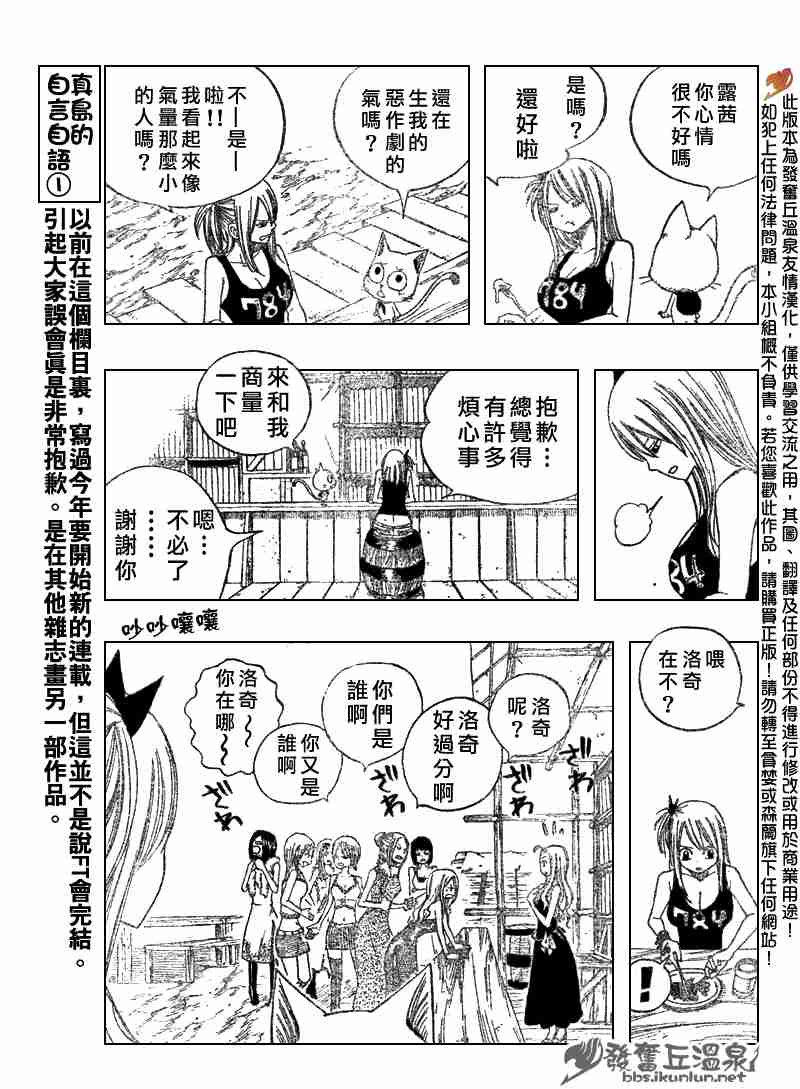 此版本為發奮丘溫泉友情漢化，僅供學習交流之用，其圖、翻譯及任何部份不得進行修改或用於商業用途！
如犯上任何法律問題，本小組概不負責。若您喜歡此作品，請購買正版！請勿轉至曾婪或森羅旗下任何網站！
露茜
你心情
很不好嗎
是嗎？
還好啦
784
還在
生我的
惡作劇的
氣嗎？
不—是—
啦!!
我看起來像
氣量那麼小
的人嗎？
784
34
抱歉…
總覺得
有許多
煩心事
來和我
商量
一下吧
嗯…
不必了
……
謝謝你
喂
洛奇
在不？
784
!
吵吵嚷嚷
洛奇
呢？
洛奇
好過分
啊
你們是
誰啊
你又是
誰啊
洛奇～
你在哪～
ざわ
ざわ
ざわ
真島的
自言自語①
以前在這個欄目裏，寫過今年要開始新的連載，但這並不是說FT會完結。
引起大家誤會真是非常抱歉。是在其他雜志畫另一部作品。
發奮丘溫泉
bbs.ikunlun.net